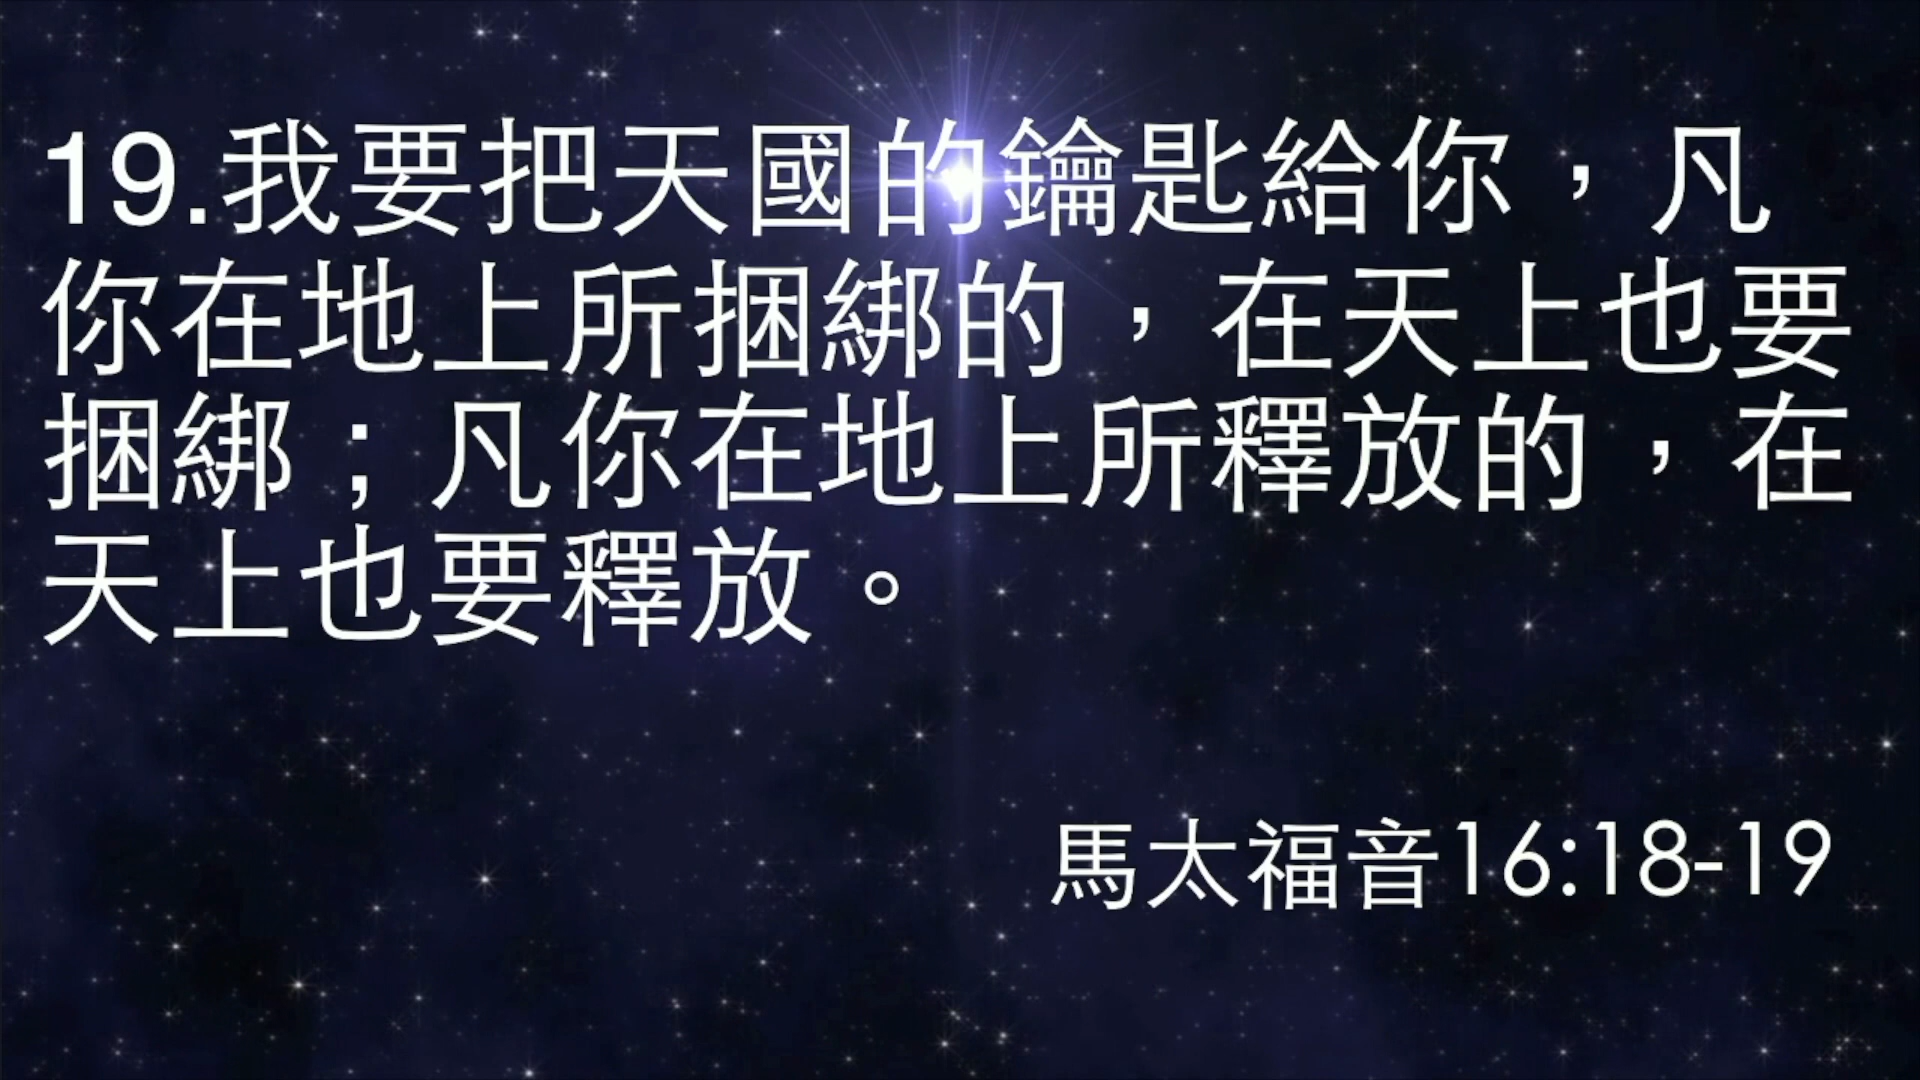 19.我要把天國的鑰匙給你，凡
你在地上所捆綁的，在天上也要
捆綁；凡你在地上所釋放的，在
天上也要釋放。
馬太福音16:18-19